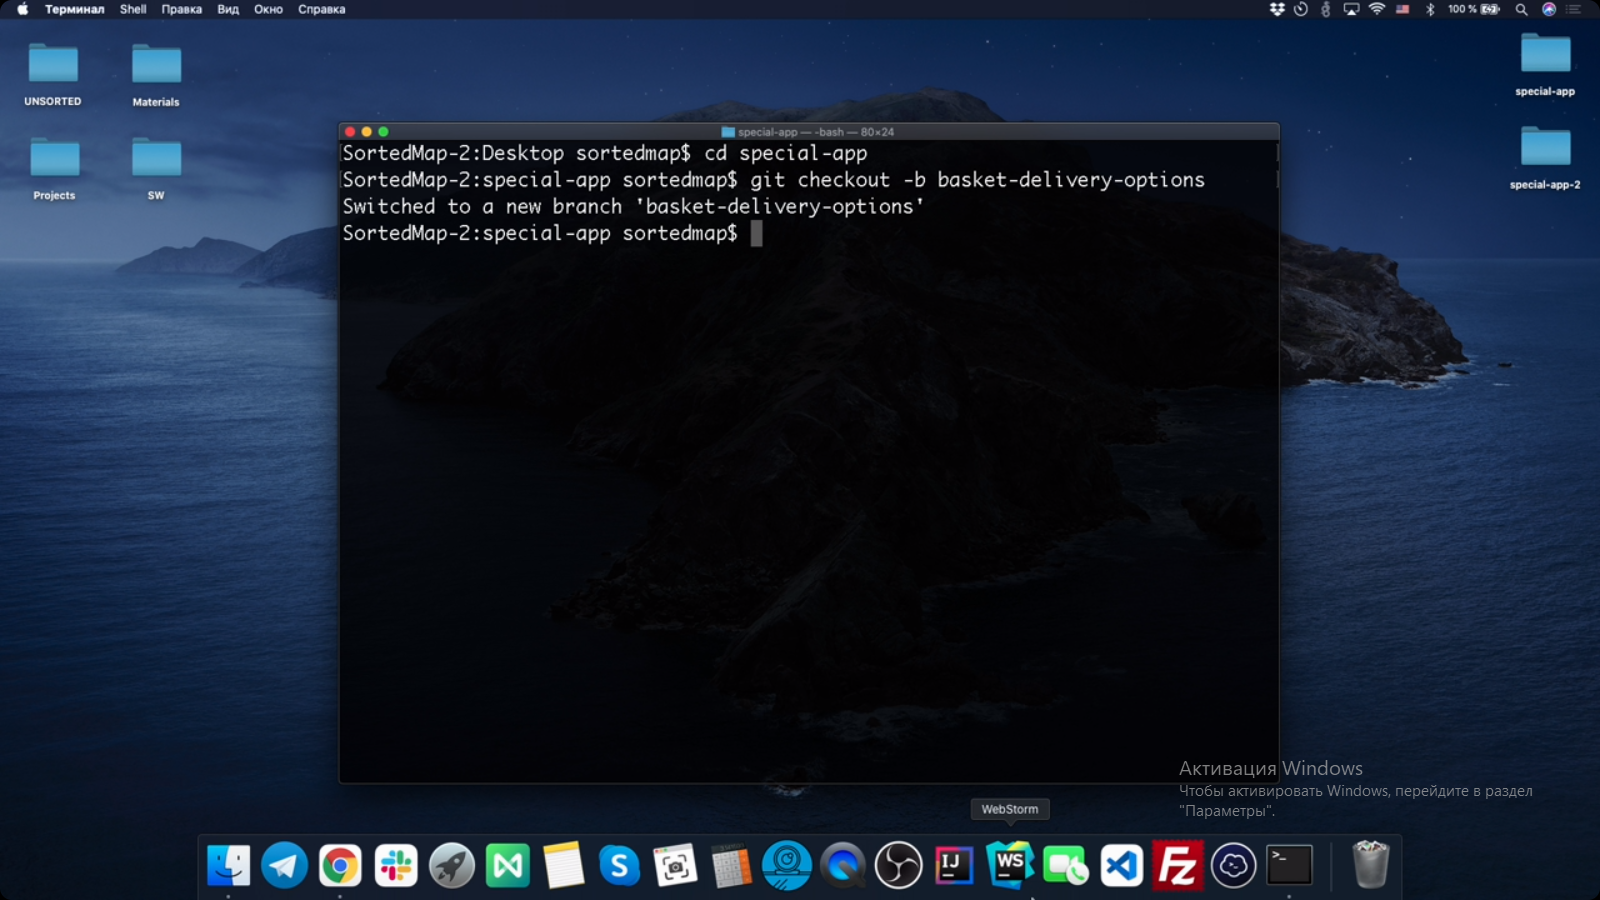 Терминал Shell Правка Вид Окно Справка
100 %
UNSORTED
Materials
Projects
SW
special-app
special-app-2
special-app — -bash — 80×24
SortedMap-2:Desktop sortedmap$ cd special-app
SortedMap-2:special-app sortedmap$ git checkout -b basket-delivery-options
Switched to a new branch 'basket-delivery-options'
SortedMap-2:special-app sortedmap$
Активация Windows
Чтобы активировать Windows, перейдите в раздел
"Параметры".
WebStorm
S
IJ
WS
Fz
>_